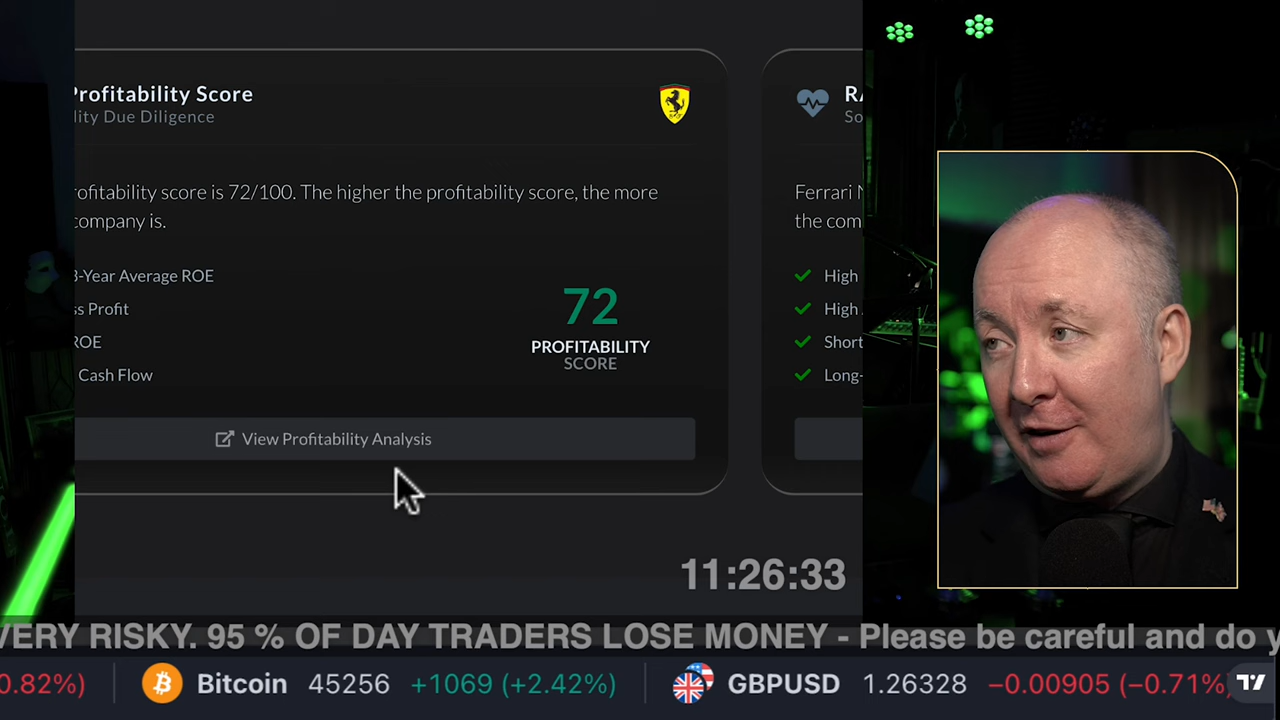 Profitability Score
lity Due Diligence
rofitability score is 72/100. The higher the profitability score, the more
company is.
3-Year Average ROE
ss Profit
ROE
Cash Flow
72
PROFITABILITY
SCORE
View Profitability Analysis
RA
So
Ferrari N
the com
High
High
Short
Long-
11:26:33
VERY RISKY. 95 % OF DAY TRADERS LOSE MONEY - Please be careful and do y
0.82%) Bitcoin 45256 +1069 (+2.42%) GBPUSD 1.26328 −0.00905 (−0.71%)